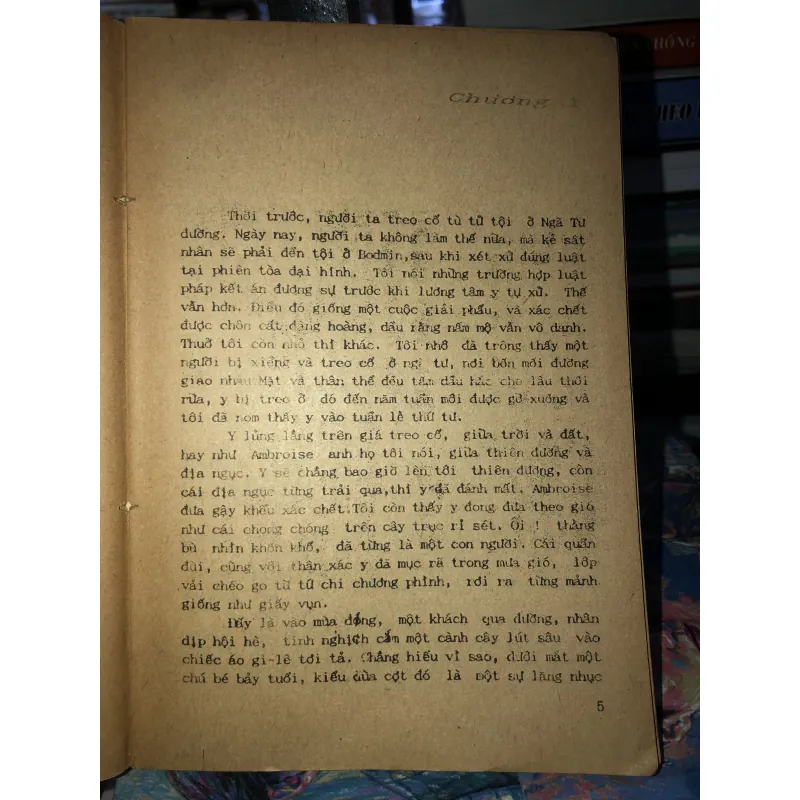 Chương I
Thời trước, người ta treo cổ tù tử tội ở Ngã Tư
đường. Ngày nay, người ta không làm thế nữa, mà kẻ sát
nhân sẽ phải đền tội ở Bodmin,sau khi xét xử đúng luật
tại phiên tòa đại hình. Tôi nói những trường hợp luật
pháp kết án đương sự trước khi lương tâm y tự xử. Thế
vẫn hơn. Điều đó giống một cuộc giải phẩu, và xác chết
được chôn cất đàng hoàng, dầu rằng nấm mộ vẫn vô danh.
Thuở tôi còn nhỏ thì khác. Tôi nhớ đã trông thấy một
người bị xiềng và treo cổ ở ngã tư, nơi bốn mối đường
giao nhau.Mặt và thân thể đều tẩm dầu hắc cho lâu thối
rữa, y bị treo ở đó đến năm tuần mới được gỡ xuống và
tôi đã nom thấy y vào tuần lễ thứ tư.
Y lủng lẳng trên giá treo cổ, giữa trời và đất,
hay như Ambroise anh họ tôi nói, giữa thiên đường và
địa ngục. Y sẽ chẳng bao giờ lên tới thiên đường, còn
cái địa ngục từng trải qua,thì y đã đánh mất. Ambroise
đưa gậy khều xác chết.Tôi còn thấy y đong đưa theo gió
như cái chong chóng trên cây trục rỉ sét. Ôi ! thằng
bù nhìn khốn khổ, đã từng là một con người. Cái quần
đùi, cùng với thân xác y đã mục rã trong mưa gió, lớp
vải chéo go từ tứ chi chương phình, rơi ra từng mảnh
giống như giấy vụn.
Đấy là vào mùa đông, một khách qua đường, nhân
dịp hội hè, tinh nghịch cắm một cành cây lút sâu vào
chiếc áo gi-lê tơi tả. Chẳng hiểu vì sao, dưới mắt một
chú bé bảy tuổi, kiểu đùa cợt đó là một sự lăng nhục
5
HỐNG
HEO